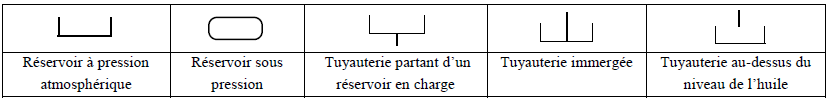 Réservoir à pression
atmosphérique
Réservoir sous
pression
Tuyauterie partant d’un
réservoir en charge
Tuyauterie immergée
Tuyauterie au-dessus du
niveau de l’huile